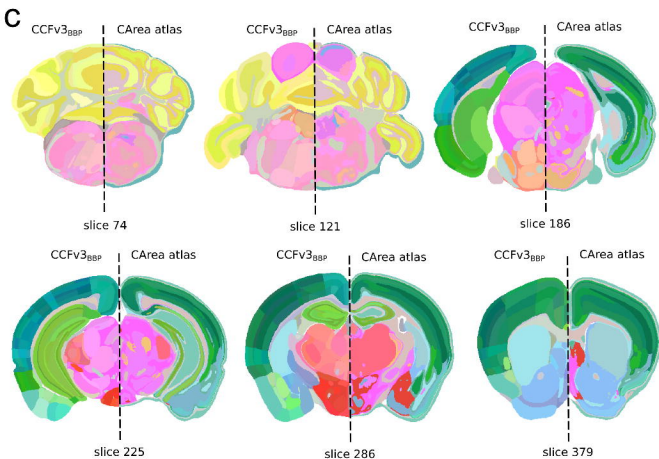 C
CCFv3BBP CArea atlas
slice 74
CCFv3BBP CArea atlas
slice 121
CCFv3BBP CArea atlas
slice 186
CCFv3BBP CArea atlas
slice 225
CCFv3BBP CArea atlas
slice 286
CCFv3BBP CArea atlas
slice 379